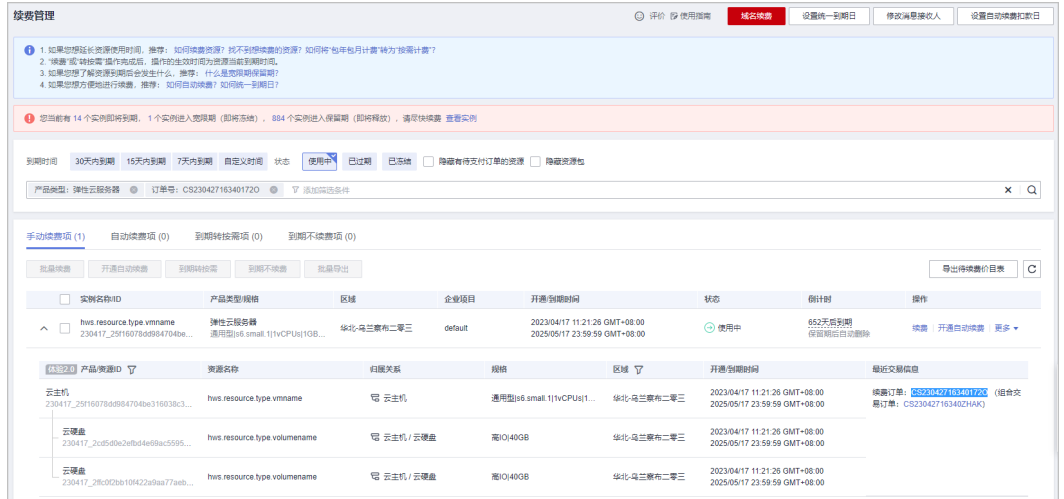 续费管理
评价 使用指南 域名续费 设置统一到期日 修改消息接收人 设置自动续费扣款日
1. 如果您想延长资源使用时间，推荐： 如何续费资源？ 找不到想续费的资源？ 如何将“包年包月计费”转为“按需计费”？
2. “续费”或“转按需”操作完成后，操作的生效时间为资源当前到期时间。
3. 如果您想了解资源到期后会发生什么，推荐： 什么是宽限期保留期？
4. 如果您想方便地进行续费，推荐： 如何自动续费？ 如何统一到期日？
您当前有 14 个实例即将到期， 1 个实例进入宽限期（即将冻结）， 884 个实例进入保留期（即将释放），请尽快续费 查看实例
到期时间 30天内到期 15天内到期 7天内到期 自定义时间 状态 使用中 已过期 已冻结 隐藏有待支付订单的资源 隐藏资源包
产品类型：弹性云服务器 订单号：CS2304271634017​2O 添加筛选条件
手动续费项 (1) 自动续费项 (0) 到期转按需项 (0) 到期不续费项 (0)
批量续费 开通自动续费 到期转按需 到期不续费 批量导出 导出待续费价目表
实例名称/ID 产品类型/规格 区域 企业项目 开通/到期时间 状态 倒计时 操作
hws.resource.type.vmname 弹性云服务器 华北-乌兰察布二零三 default 2023/04/17 11:21:26 GMT+08:00 使用中 652天后到期 续费 开通自动续费 更多
230417_25f16078dd984704be... 通用型|s6.small.1|1vCPUs|1GB... 2025/05/17 23:59:59 GMT+08:00 保留期后自动删除
体验2.0 产品/资源ID 资源名称 归属关系 规格 区域 开通/到期时间 最近交易信息
云主机 hws.resource.type.vmname 云主机 通用型|s6.small.1|1vCPUs|1... 华北-乌兰察布二零三 2023/04/17 11:21:26 GMT+08:00 续费订单: CS2304271634017​2O （组合交
230417_25f16078dd984704be316038c3... 2025/05/17 23:59:59 GMT+08:00 易订单: CS23042716340ZHAK)
云硬盘 hws.resource.type.volumename 云主机 / 云硬盘 高IO|40GB 华北-乌兰察布二零三 2023/04/17 11:21:26 GMT+08:00
230417_2cd5d0e2efbd4e69ac5595... 2025/05/17 23:59:59 GMT+08:00
云硬盘 hws.resource.type.volumename 云主机 / 云硬盘 高IO|40GB 华北-乌兰察布二零三 2023/04/17 11:21:26 GMT+08:00
230417_2ffc0f2bb10f422a9aa77aeb... 2025/05/17 23:59:59 GMT+08:00